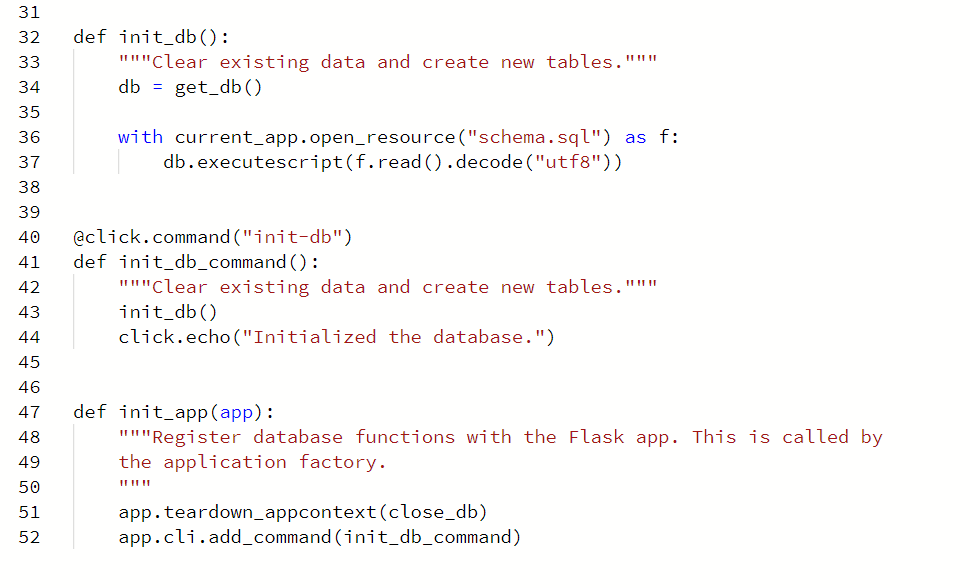 31
32 def init_db():
33     """Clear existing data and create new tables."""
34     db = get_db()
35
36     with current_app.open_resource("schema.sql") as f:
37         db.executescript(f.read().decode("utf8"))
38
39
40 @click.command("init-db")
41 def init_db_command():
42     """Clear existing data and create new tables."""
43     init_db()
44     click.echo("Initialized the database.")
45
46
47 def init_app(app):
48     """Register database functions with the Flask app. This is called by
49     the application factory.
50     """
51     app.teardown_appcontext(close_db)
52     app.cli.add_command(init_db_command)